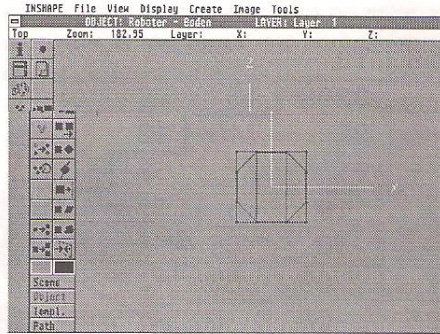 INSHAPE File View Display Create Image Tools
OBJECT: Robster - Boden LAYER: Layer 1
Top Zoom: 182.95 Layer: X: Y: Z:
Z
X
Scene
Object
Templ.
Path